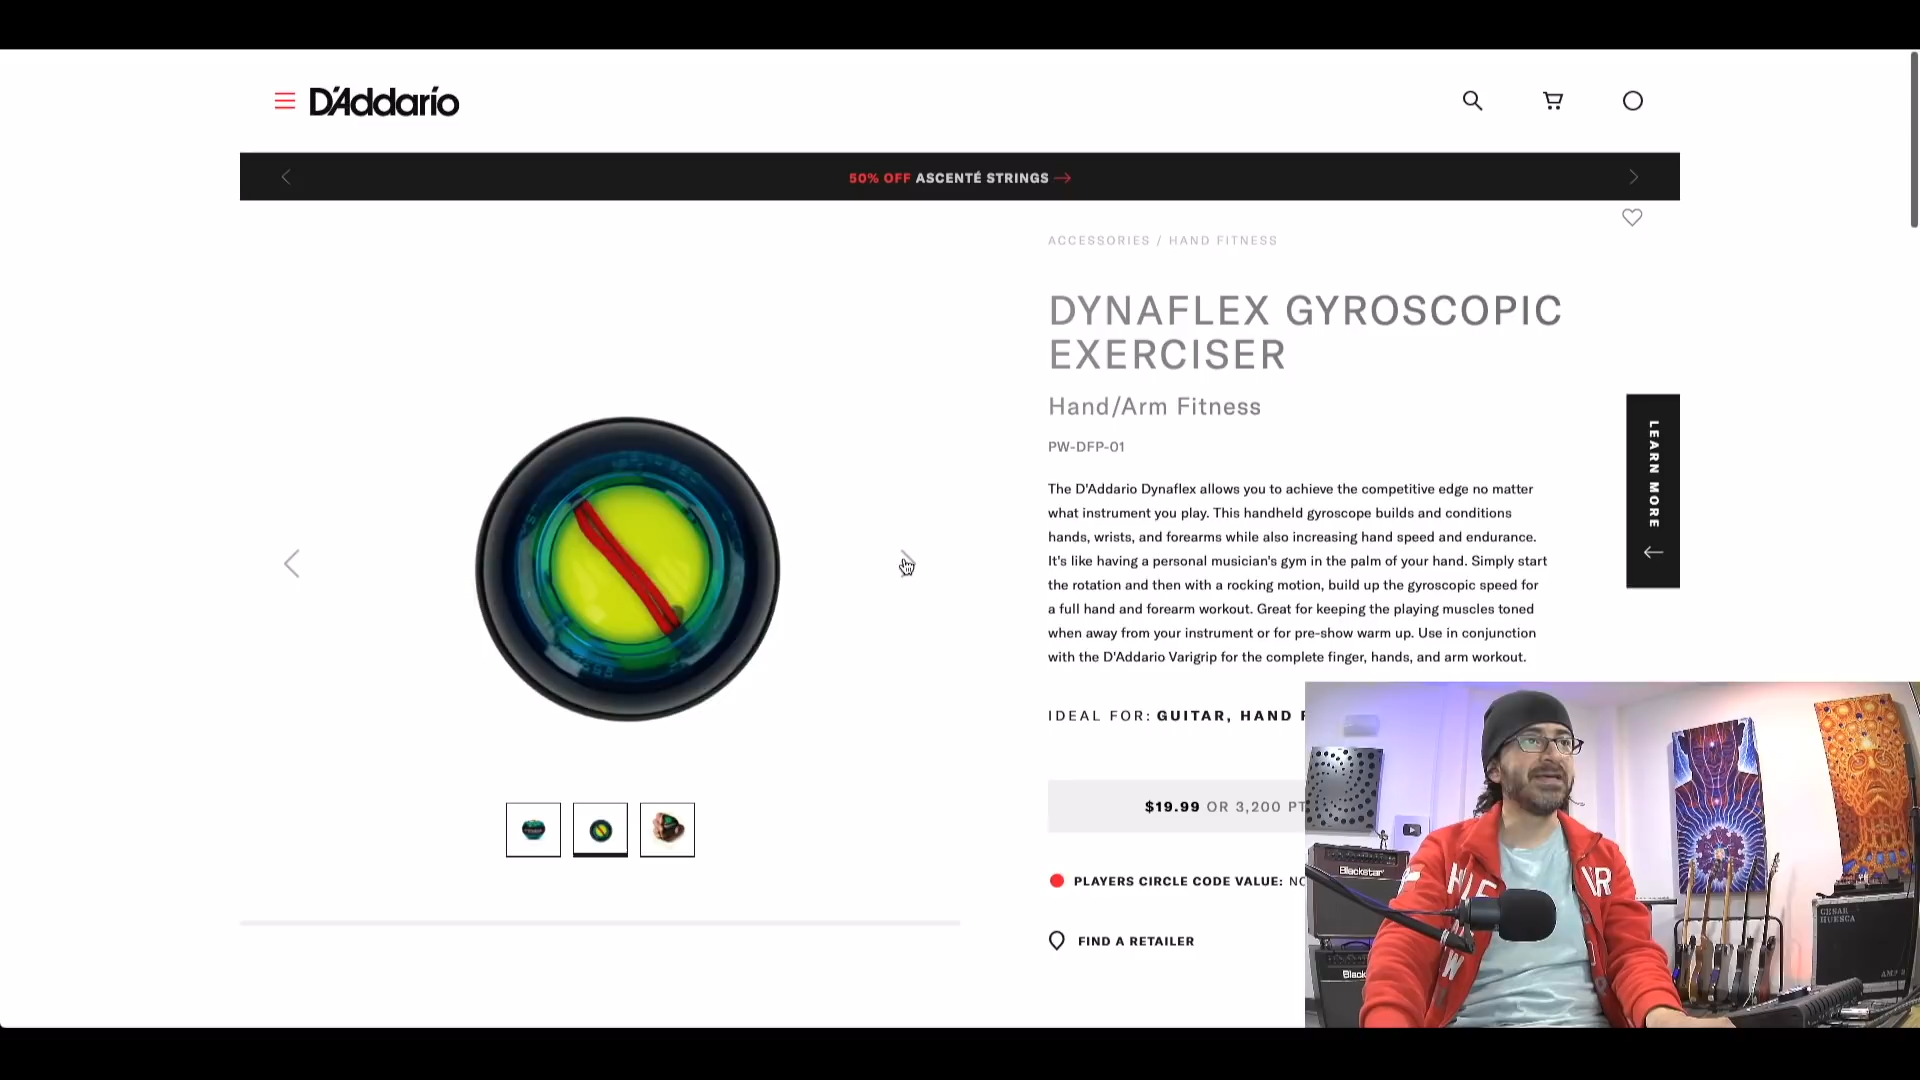 D'Addario
50% OFF ASCENTÉ STRINGS
ACCESSORIES / HAND FITNESS
DYNAFLEX GYROSCOPIC
EXERCISER
Hand/Arm Fitness
PW-DFP-01
LEARN MORE
The D'Addario Dynaflex allows you to achieve the competitive edge no matter
what instrument you play. This handheld gyroscope builds and conditions
hands, wrists, and forearms while also increasing hand speed and endurance.
It's like having a personal musician's gym in the palm of your hand. Simply start
the rotation and then with a rocking motion, build up the gyroscopic speed for
a full hand and forearm workout. Great for keeping the playing muscles toned
when away from your instrument or for pre-show warm up. Use in conjunction
with the D'Addario Varigrip for the complete finger, hands, and arm workout.
IDEAL FOR: GUITAR, HAND
$19.99 OR 3,200 PT
PLAYERS CIRCLE CODE VALUE: NO
FIND A RETAILER
Blackstar
Black
VR
CESAR
HUESCA